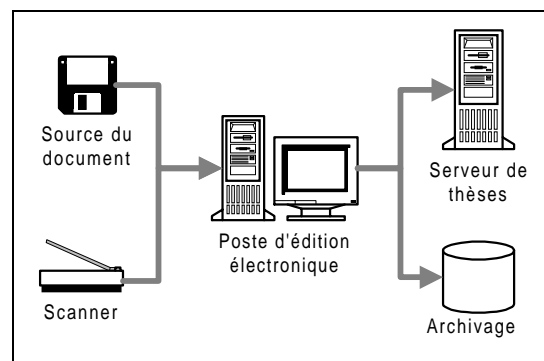 Source du
document
Scanner
Poste d'édition
électronique
Serveur de
thèses
Archivage